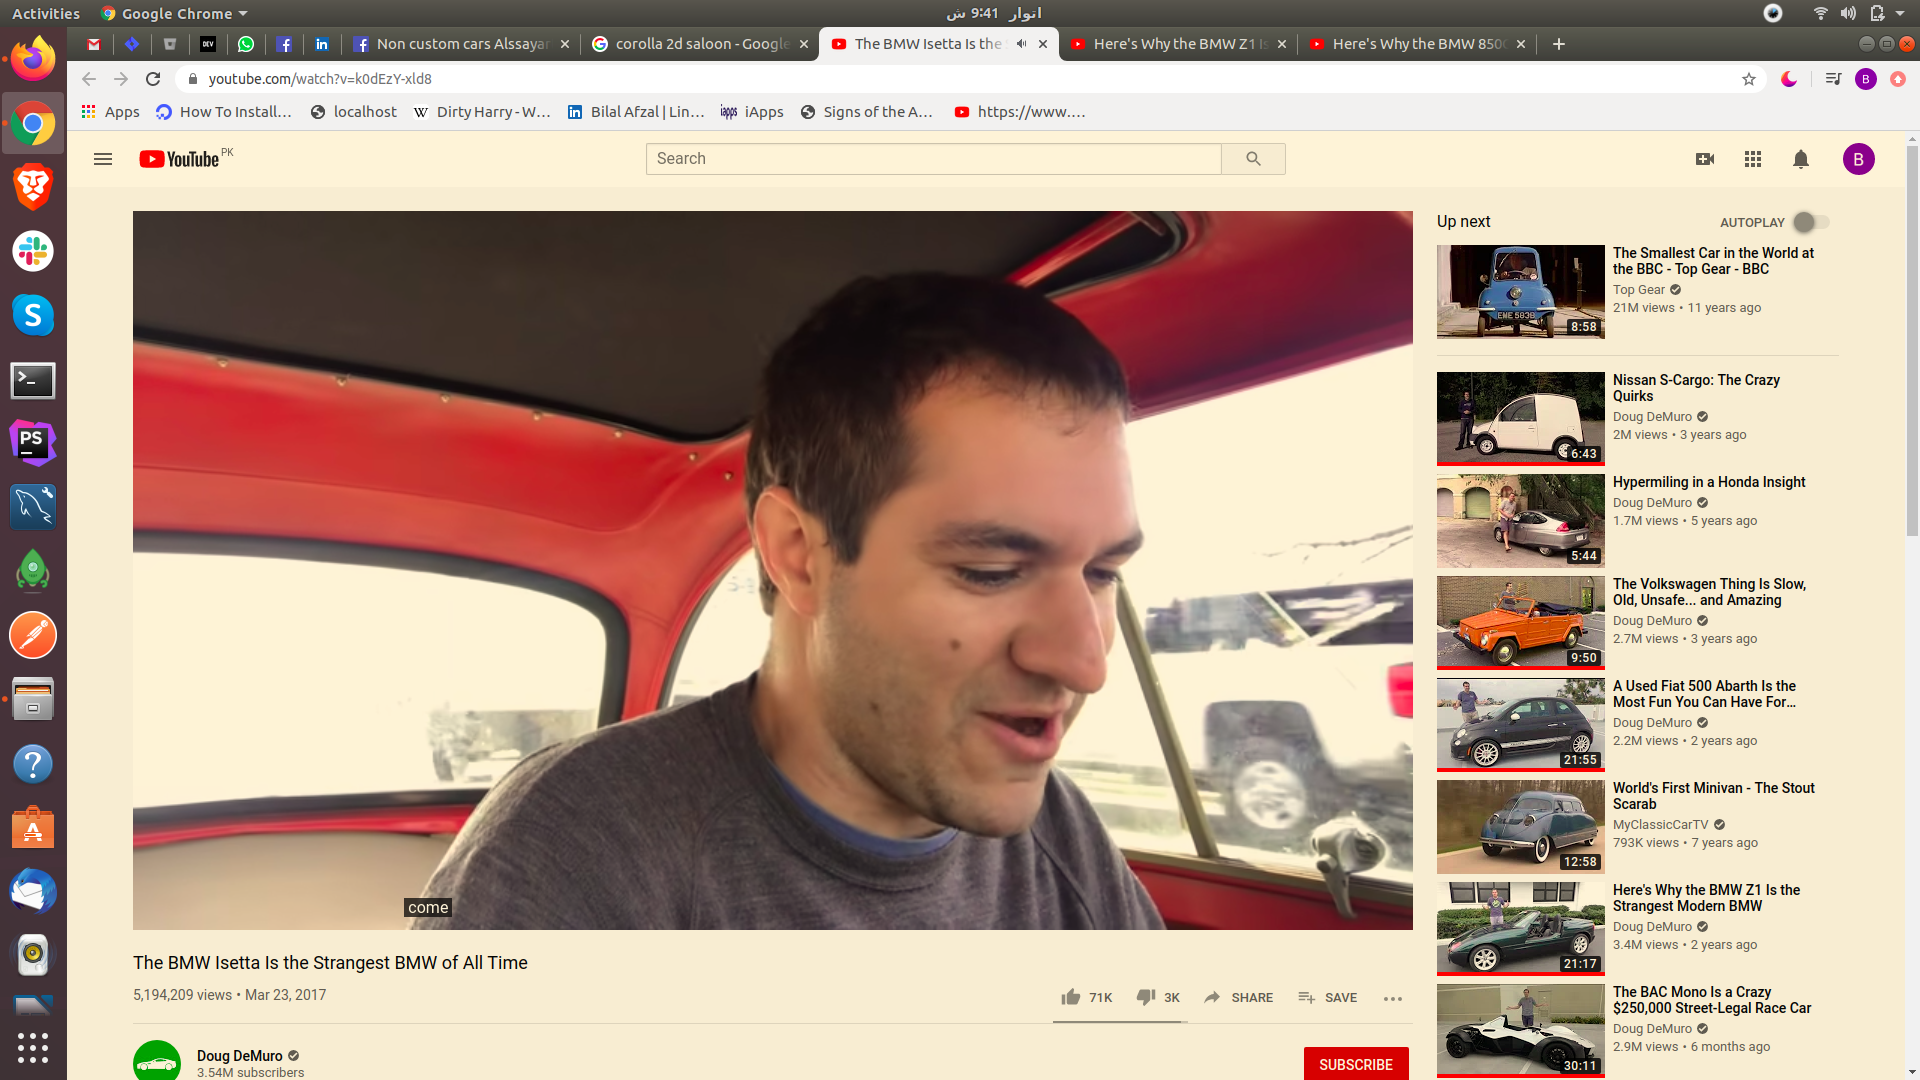 Activities
Google Chrome
اتوار 9:41 ش
Non custom cars Alssayar
corolla 2d saloon - Google
The BMW Isetta Is the
Here's Why the BMW Z1 Is
Here's Why the BMW 850
youtube.com/watch?v=k0dEzY-xld8
B
Apps
How To Install...
localhost
Dirty Harry - W...
Bilal Afzal | Lin...
iApps
Signs of the A...
https://www....
YouTube PK
Search
B
come
The BMW Isetta Is the Strangest BMW of All Time
5,194,209 views • Mar 23, 2017
71K
3K
SHARE
SAVE
Doug DeMuro
3.54M subscribers
SUBSCRIBE
Up next
AUTOPLAY
EWE 583B
8:58
The Smallest Car in the World at
the BBC - Top Gear - BBC
Top Gear
21M views • 11 years ago
6:43
Nissan S-Cargo: The Crazy
Quirks
Doug DeMuro
2M views • 3 years ago
5:44
Hypermiling in a Honda Insight
Doug DeMuro
1.7M views • 5 years ago
9:50
The Volkswagen Thing Is Slow,
Old, Unsafe... and Amazing
Doug DeMuro
2.7M views • 3 years ago
21:55
A Used Fiat 500 Abarth Is the
Most Fun You Can Have For...
Doug DeMuro
2.2M views • 2 years ago
12:58
World's First Minivan - The Stout
Scarab
MyClassicCarTV
793K views • 7 years ago
21:17
Here's Why the BMW Z1 Is the
Strangest Modern BMW
Doug DeMuro
3.4M views • 2 years ago
30:11
The BAC Mono Is a Crazy
$250,000 Street-Legal Race Car
Doug DeMuro
2.9M views • 6 months ago